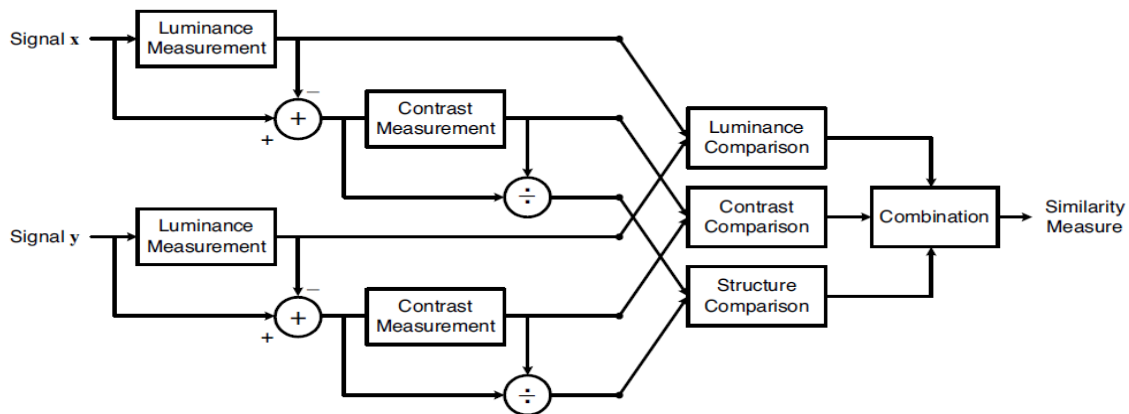 Signal x
Luminance
Measurement
−
+
+
Contrast
Measurement
÷
Luminance
Comparison
Contrast
Comparison
Structure
Comparison
Combination
Similarity
Measure
Signal y
Luminance
Measurement
−
+
+
Contrast
Measurement
÷